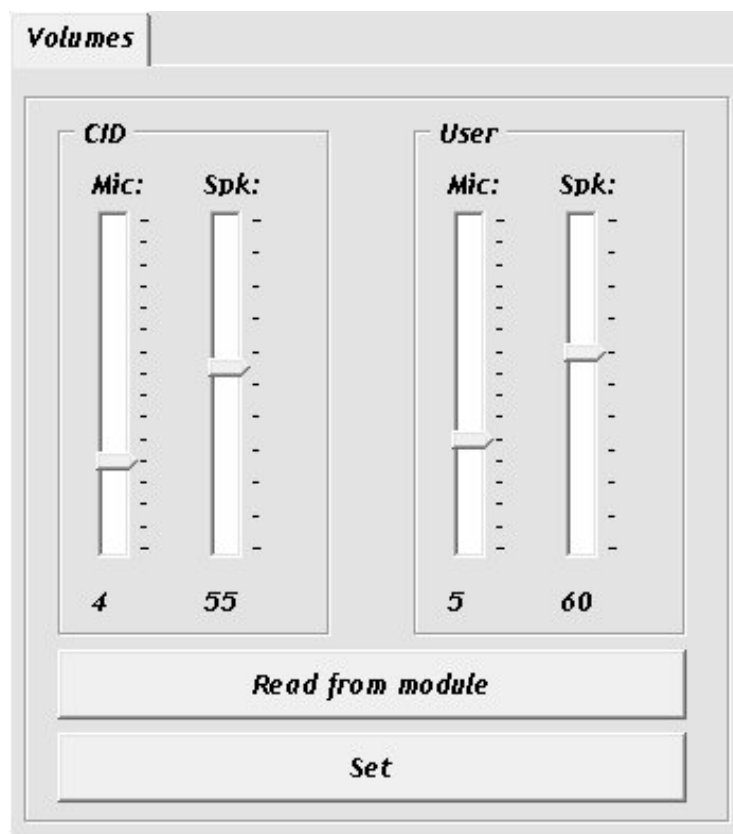 Volumes
CID
Mic: Spk:
4 55
User
Mic: Spk:
5 60
Read from module
Set